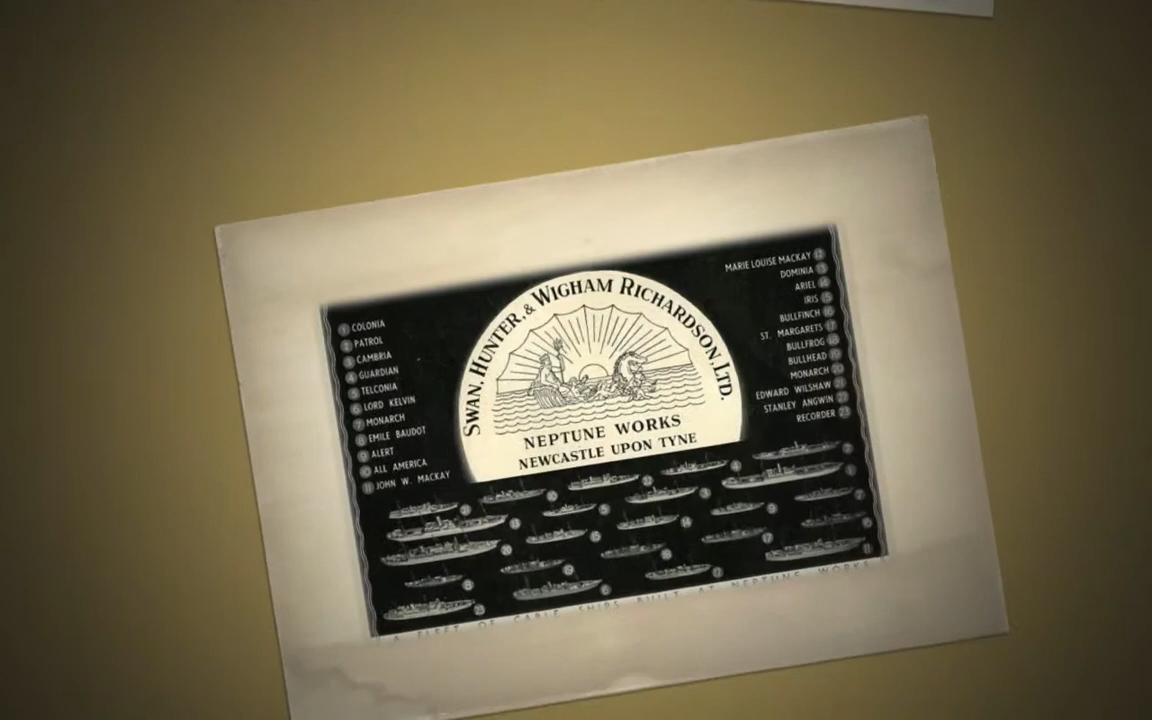 SWAN, HUNTER, & WIGHAM RICHARDSON, LTD.
NEPTUNE WORKS
NEWCASTLE UPON TYNE
1 COLONIA
2 PATROL
3 CAMBRIA
4 GUARDIAN
5 TELCONIA
6 LORD KELVIN
7 MONARCH
8 EMILE BAUDOT
9 ALERT
10 ALL AMERICA
11 JOHN W. MACKAY
MARIE LOUISE MACKAY 12
DOMINIA 13
ARIEL 14
IRIS 15
BULLFINCH 16
ST. MARGARETS 17
BULLFROG 18
BULLHEAD 19
MONARCH 20
EDWARD WILSHAW 21
STANLEY ANGWIN 22
RECORDER 23
A FLEET OF CABLE SHIPS BUILT AT NEPTUNE WORKS